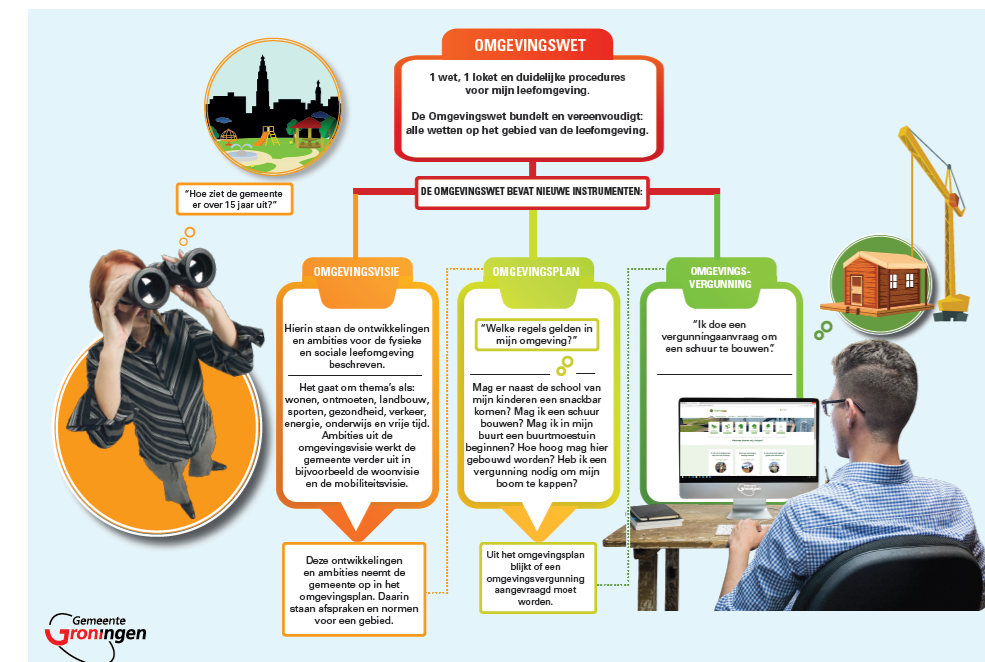 OMGEVINGSWET
1 wet, 1 loket en duidelijke procedures
voor mijn leefomgeving.
De Omgevingswet bundelt en vereenvoudigt:
alle wetten op het gebied van de leefomgeving.
DE OMGEVINGSWET BEVAT NIEUWE INSTRUMENTEN:
"Hoe ziet de gemeente
er over 15 jaar uit?"
OMGEVINGSVISIE
Hierin staan de ontwikkelingen
en ambities voor de fysieke
en sociale leefomgeving
beschreven.
Het gaat om thema's als:
wonen, ontmoeten, landbouw,
sporten, gezondheid, verkeer,
energie, onderwijs en vrije tijd.
Ambities uit de
omgevingsvisie werkt de
gemeente verder uit in
bijvoorbeeld de woonvisie
en de mobiliteitsvisie.
Deze ontwikkelingen
en ambities neemt de
gemeente op in het
omgevingsplan. Daarin
staan afspraken en normen
voor een gebied.
OMGEVINGSPLAN
"Welke regels gelden in
mijn omgeving?"
Mag er naast de school van
mijn kinderen een snackbar
komen? Mag ik een schuur
bouwen? Mag ik in mijn
buurt een buurtmoestuin
beginnen? Hoe hoog mag hier
gebouwd worden? Heb ik een
vergunning nodig om mijn
boom te kappen?
Uit het omgevingsplan
blijkt of een
omgevingsvergunning
aangevraagd moet
worden.
OMGEVINGS-
VERGUNNING
"Ik doe een
vergunningaanvraag om
een schuur te bouwen".
Gemeente
Groningen